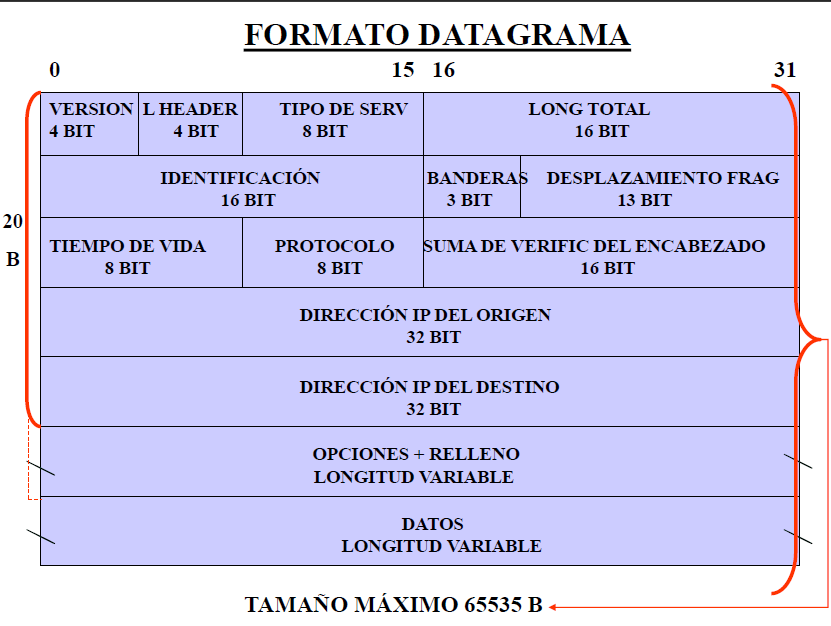 FORMATO DATAGRAMA
0 15 16 31
VERSION L HEADER TIPO DE SERV LONG TOTAL
4 BIT 4 BIT 8 BIT 16 BIT
IDENTIFICACIÓN BANDERAS DESPLAZAMIENTO FRAG
16 BIT 3 BIT 13 BIT
20
B
TIEMPO DE VIDA PROTOCOLO SUMA DE VERIFIC DEL ENCABEZADO
8 BIT 8 BIT 16 BIT
DIRECCIÓN IP DEL ORIGEN
32 BIT
DIRECCIÓN IP DEL DESTINO
32 BIT
OPCIONES + RELLENO
LONGITUD VARIABLE
DATOS
LONGITUD VARIABLE
TAMAÑO MÁXIMO 65535 B